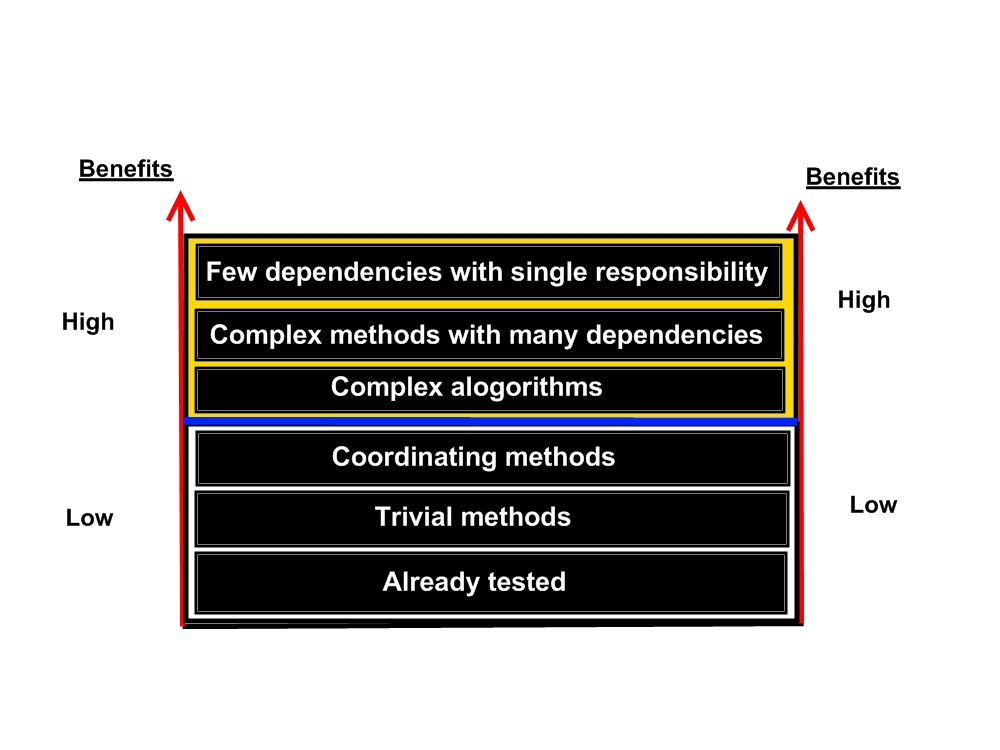 Benefits
Benefits
Few dependencies with single responsibility
High
High
Complex methods with many dependencies
Complex alogorithms
Coordinating methods
Low
Low
Trivial methods
Already tested